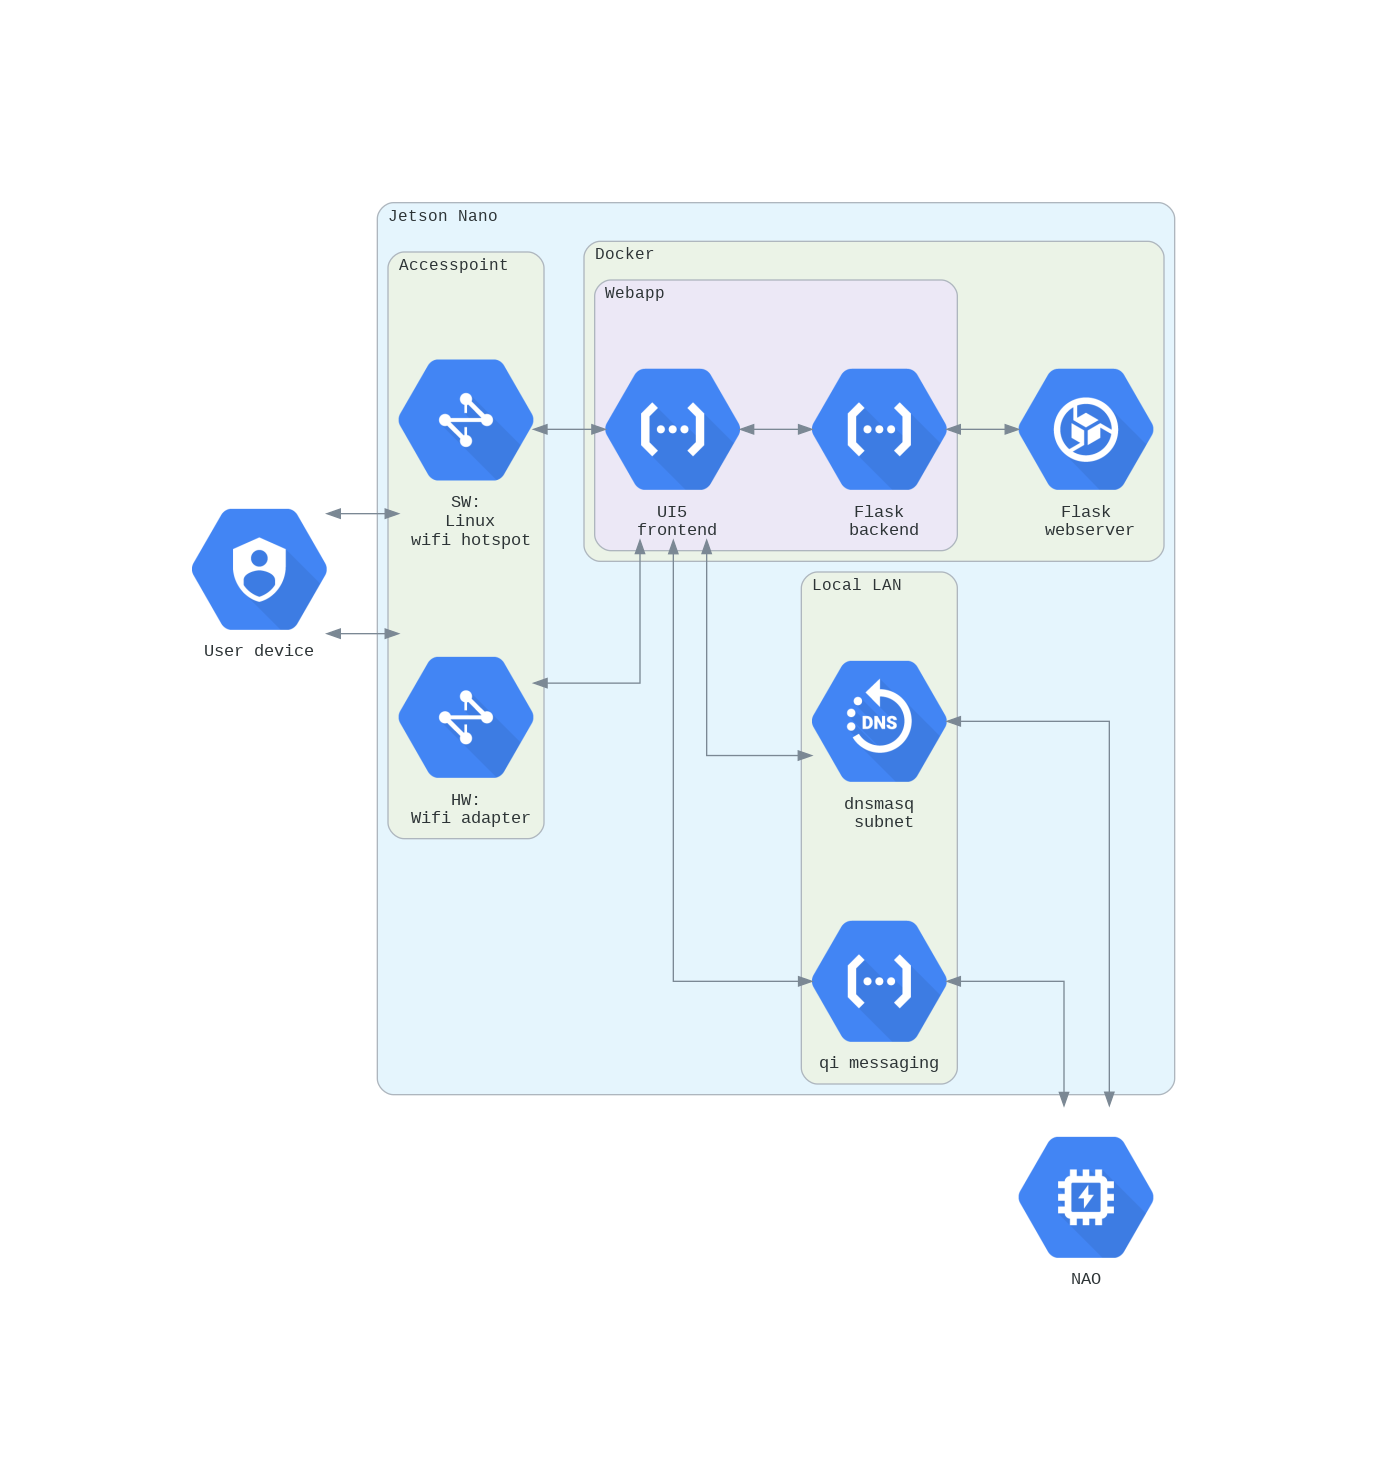 Jetson Nano
Accesspoint
SW:
Linux
wifi hotspot
HW:
Wifi adapter
User device
Docker
Webapp
UI5
frontend
Flask
backend
Flask
webserver
Local LAN
DNS
dnsmasq
subnet
qi messaging
NAO